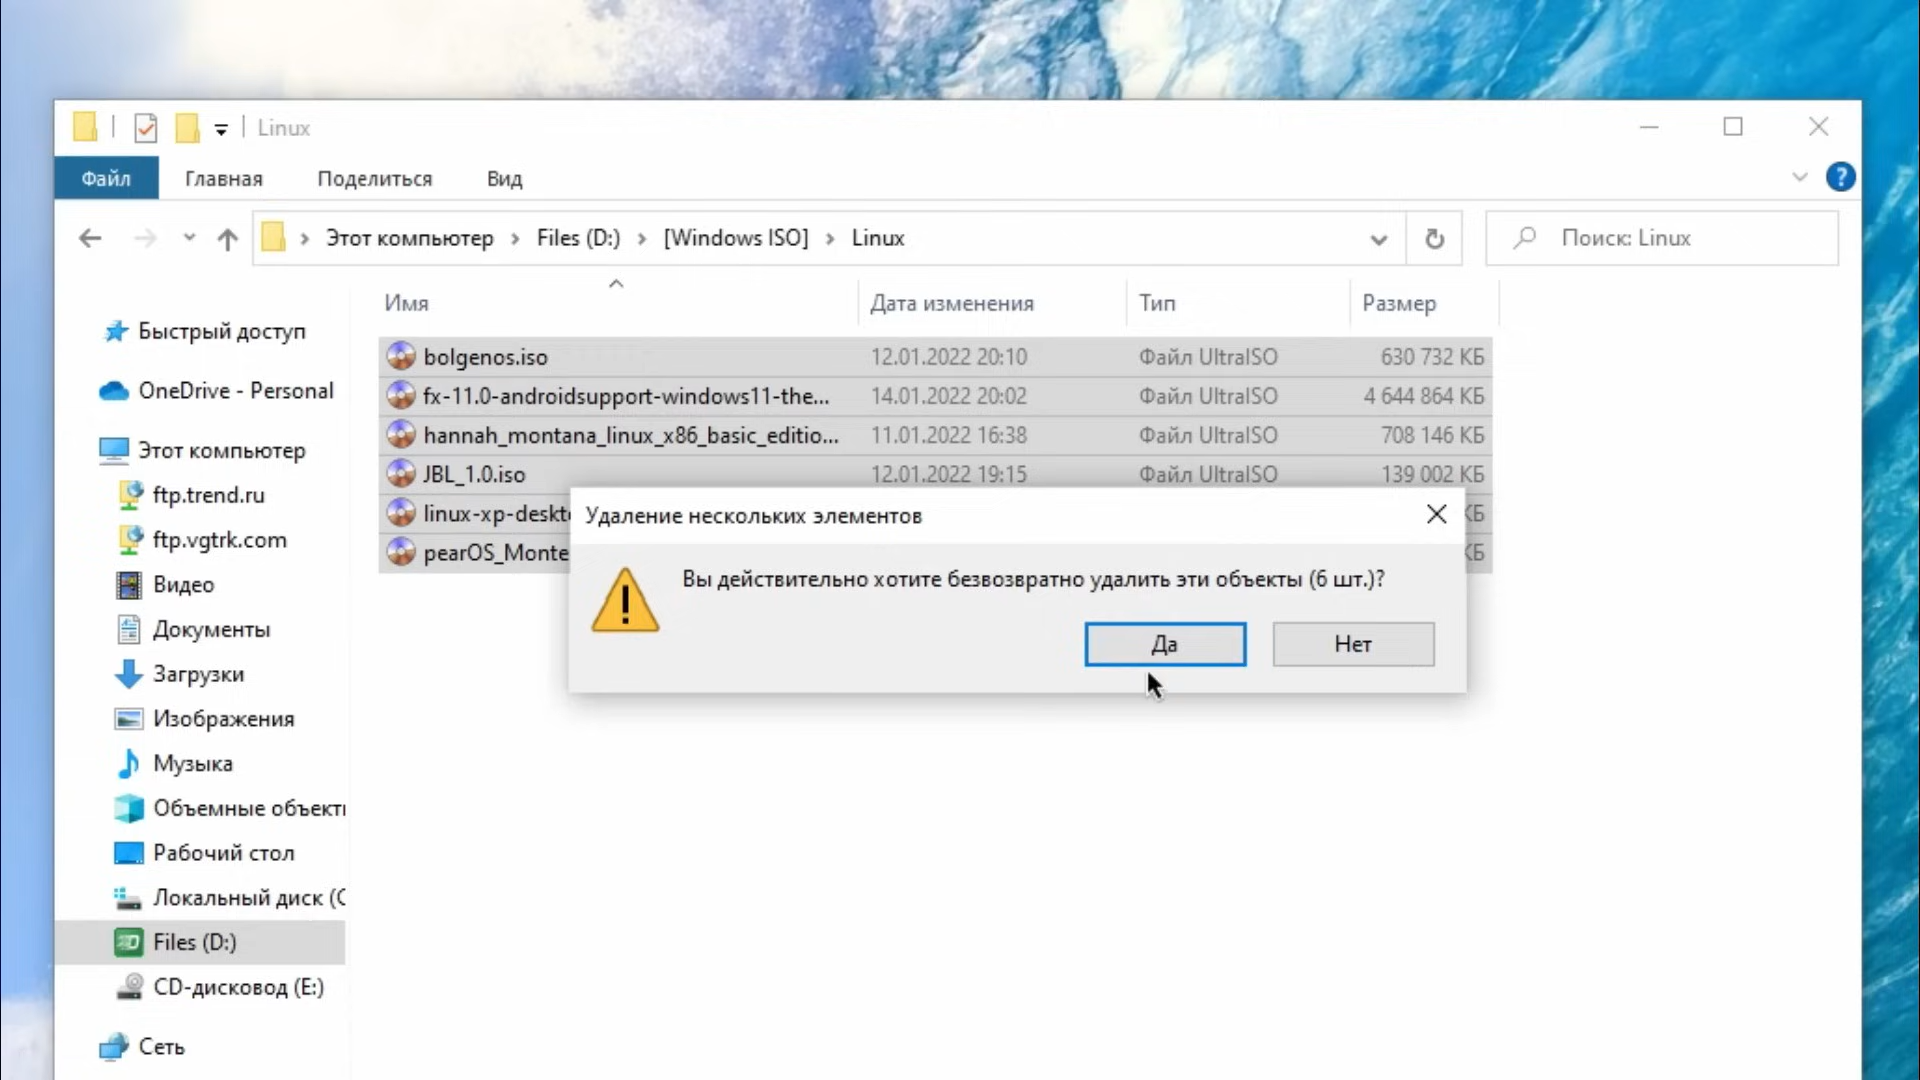 Linux
Файл Главная Поделиться Вид
Этот компьютер Files (D:) [Windows ISO] Linux Поиск: Linux
Имя Дата изменения Тип Размер
bolgenos.iso 12.01.2022 20:10 Файл UltraISO 630 732 КБ
fx-11.0-androidsupport-windows11-the... 14.01.2022 20:02 Файл UltraISO 4 644 864 КБ
hannah_montana_linux_x86_basic_editio... 11.01.2022 16:38 Файл UltraISO 708 146 КБ
JBL_1.0.iso 12.01.2022 19:15 Файл UltraISO 139 002 КБ
linux-xp-deskt КБ
pearOS_Monte КБ
Удаление нескольких элементов
Вы действительно хотите безвозвратно удалить эти объекты (6 шт.)?
Да Нет
Быстрый доступ
OneDrive - Personal
Этот компьютер
ftp.trend.ru
ftp.vgtrk.com
Видео
Документы
Загрузки
Изображения
Музыка
Объемные объекты
Рабочий стол
Локальный диск (C
Files (D:)
CD-дисковод (E:)
Сеть